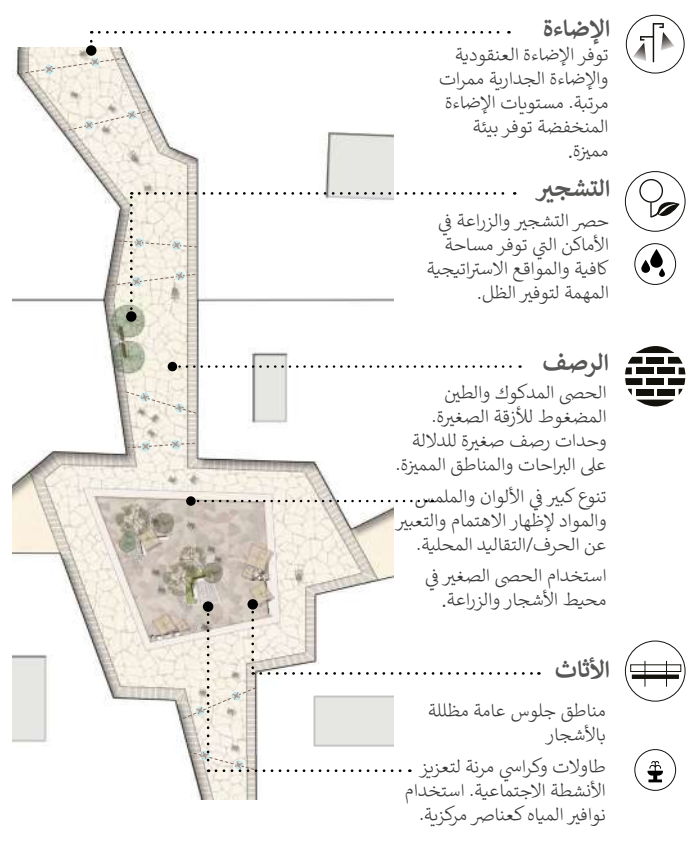 الإضاءة
توفر الإضاءة العنقودية
والإضاءة الجدارية ممرات
مرتبة. مستويات الإضاءة
المنخفضة توفر بيئة
مميزة.
التشجير
حصر التشجير والزراعة في
الأماكن التي توفر مساحة
كافية والمواقع الاستراتيجية
المهمة لتوفير الظل.
الرصف
الحصى المدكوك والطين
المضغوط للأزقة الصغيرة.
وحدات رصف صغيرة للدلالة
على البراحات والمناطق المميزة.
تنوع كبير في الألوان والملمس
والمواد لإظهار الاهتمام والتعبير
عن الحرف/التقاليد المحلية.
استخدام الحصى الصغير في
محيط الأشجار والزراعة.
الأثاث
مناطق جلوس عامة مظللة
بالأشجار
طاولات وكراسي مرنة لتعزيز
الأنشطة الاجتماعية. استخدام
نوافير المياه كعناصر مركزية.